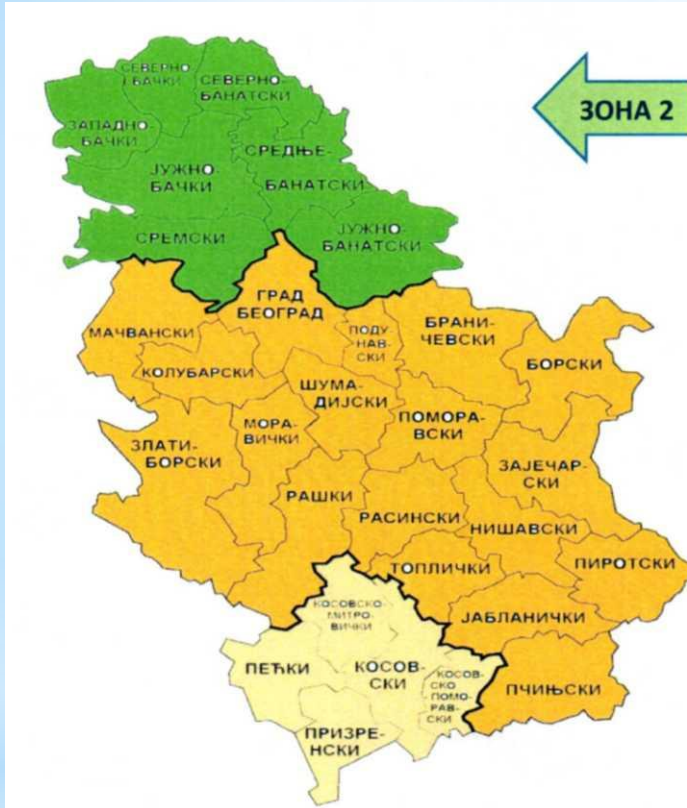 СЕВЕРНО
БАЧКИ
СЕВЕРНО-
БАНАТСКИ
ЗОНА 2
ЗАПАДНО-
БАЧКИ
СРЕДЊЕ-
БАНАТСКИ
ЈУЖНО-
БАЧКИ
СРЕМСКИ
ЈУЖНО-
БАНАТСКИ
ГРАД
БЕОГРАД
МАЧВАНСКИ
ПОДУ
НАВ-
СКИ
БРАНИ-
ЧЕВСКИ
БОРСКИ
КОЛУБАРСКИ
ШУМА-
ДИЈСКИ
ЗЛАТИ-
БОРСКИ
МОРА-
ВИЧКИ
ПОМОРА-
ВСКИ
ЗАЈЕЧАР-
СКИ
РАШКИ
РАСИНСКИ
НИШАВСКИ
ТОПЛИЧКИ
ПИРОТСКИ
КОСОВСКО-
МИТРО-
ВИЧКИ
ЈАБЛАНИЧКИ
ПЕЋКИ
КОСОВ-
СКИ
КОСОВ-
СКО
ПОМО-
РАВ-
СКИ
ПЧИЊСКИ
ПРИЗРЕ-
НСКИ